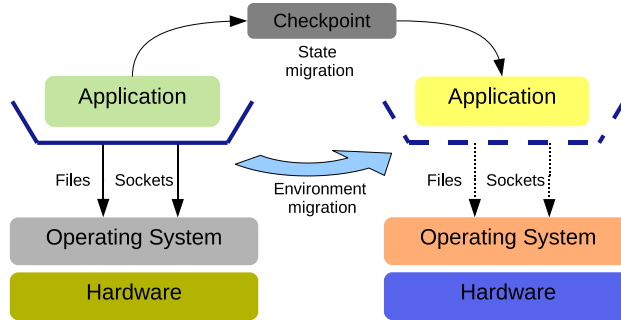 Checkpoint
State
migration
Application
Application
Files
Sockets
Environment
migration
Files
Sockets
Operating System
Operating System
Hardware
Hardware